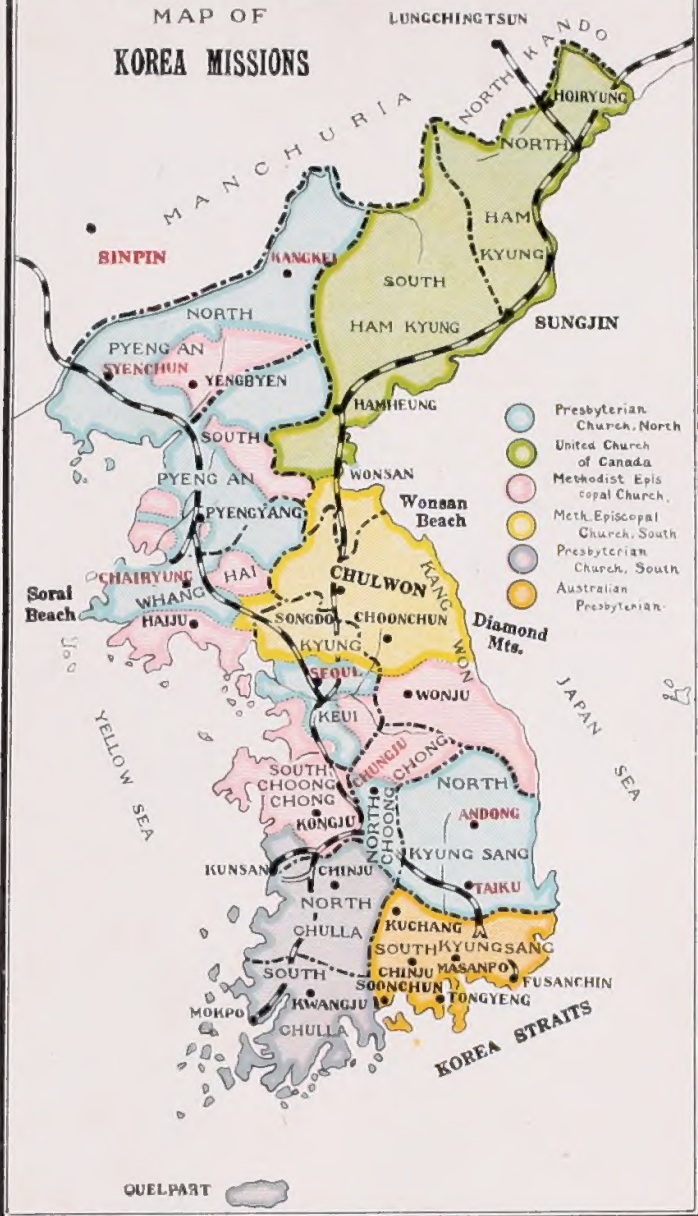 MAP OF
KOREA MISSIONS
LUNGCHINGTSUN
NORTH KANDO
HOIRYUNG
MANCHURIA
NORTH
HAM
KYUNG
SINPIN
KANGKEI
SOUTH
HAM KYUNG
SUNGJIN
NORTH
PYENG AN
SYENCHUN
YENGBYEN
HAMHEUNG
Presbyterian
Church, North
United Church
of Canada
Methodist Epis
copal Church,
Meth. Episcopal
Church, South
Presbyterian
Church, South
Australian
Presbyterian
SOUTH
PYENG AN
WONSAN
Wonsan
Beach
PYENGYANG
CHAIRYUNG
HAI
WHANG
Sorai
Beach
HAIJU
CHULWON
KANG WON
SONGDO
CHOONCHUN
KYUNG
Diamond
Mts.
SEOUL
KEUI
WONJU
JAPAN SEA
YELLOW SEA
CHUNGJU
CHONG
SOUTH
CHOONG
CHONG
KONGJU
NORTH
CHOONG
NORTH
ANDONG
KYUNG SANG
TAIKU
KUNSAN
CHINJU
NORTH
CHULLA
KUCHANG
SOUTH KYUNGSANG
CHINJU
MASANPO
SOONCHUN
FUSANCHIN
TONGYENG
SOUTH
KWANGJU
MOKPO
CHULLA
KOREA STRAITS
QUELPART